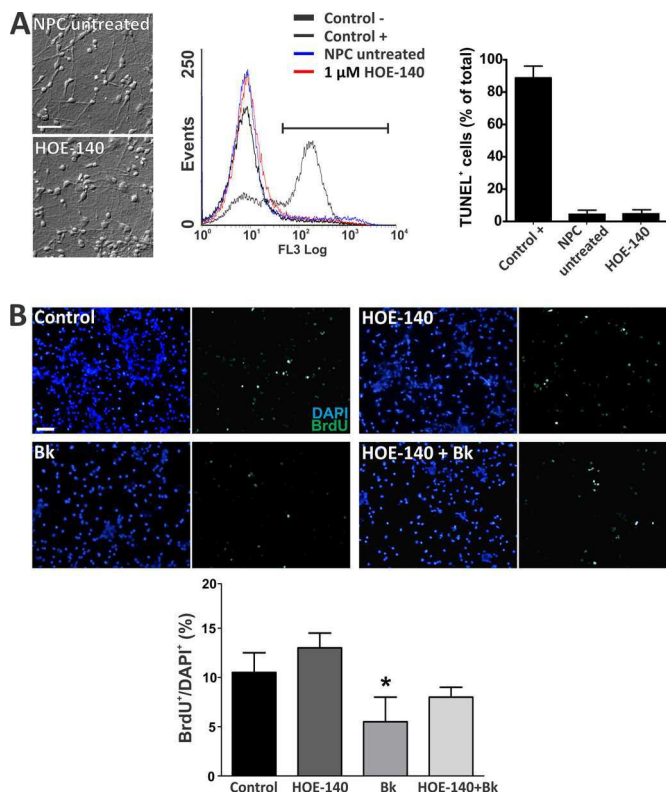 A
NPC untreated
HOE-140
Control -
Control +
NPC untreated
1 µM HOE-140
250
Events
0
10⁰ 10¹ 10² 10³ 10⁴
FL3 Log
TUNEL⁺ cells (% of total)
100
80
60
40
20
0
Control +
NPC
untreated
HOE-140
B
Control
DAPI
BrdU
HOE-140
Bk
HOE-140 + Bk
BrdU⁺/DAPI⁺ (%)
20
15
10
5
0
*
Control HOE-140 Bk HOE-140+Bk